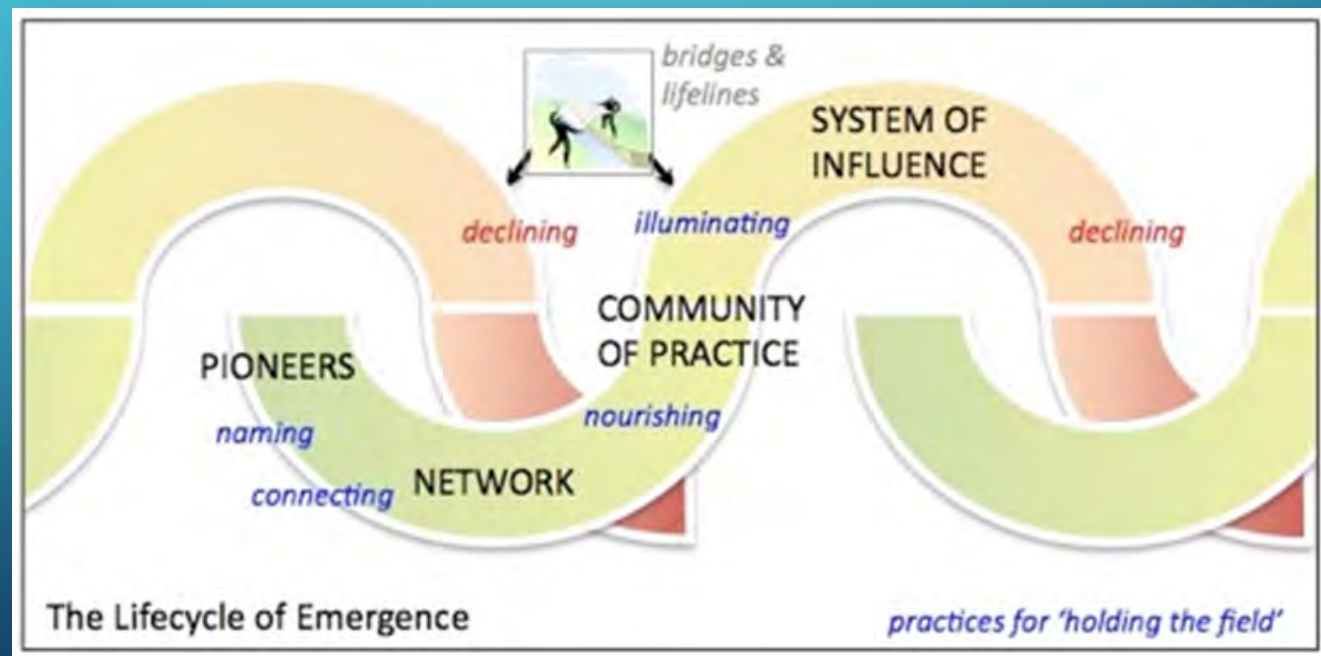 bridges &
lifelines
SYSTEM OF
INFLUENCE
declining
illuminating
declining
COMMUNITY
OF PRACTICE
PIONEERS
nourishing
naming
connecting
NETWORK
The Lifecycle of Emergence
practices for 'holding the field'